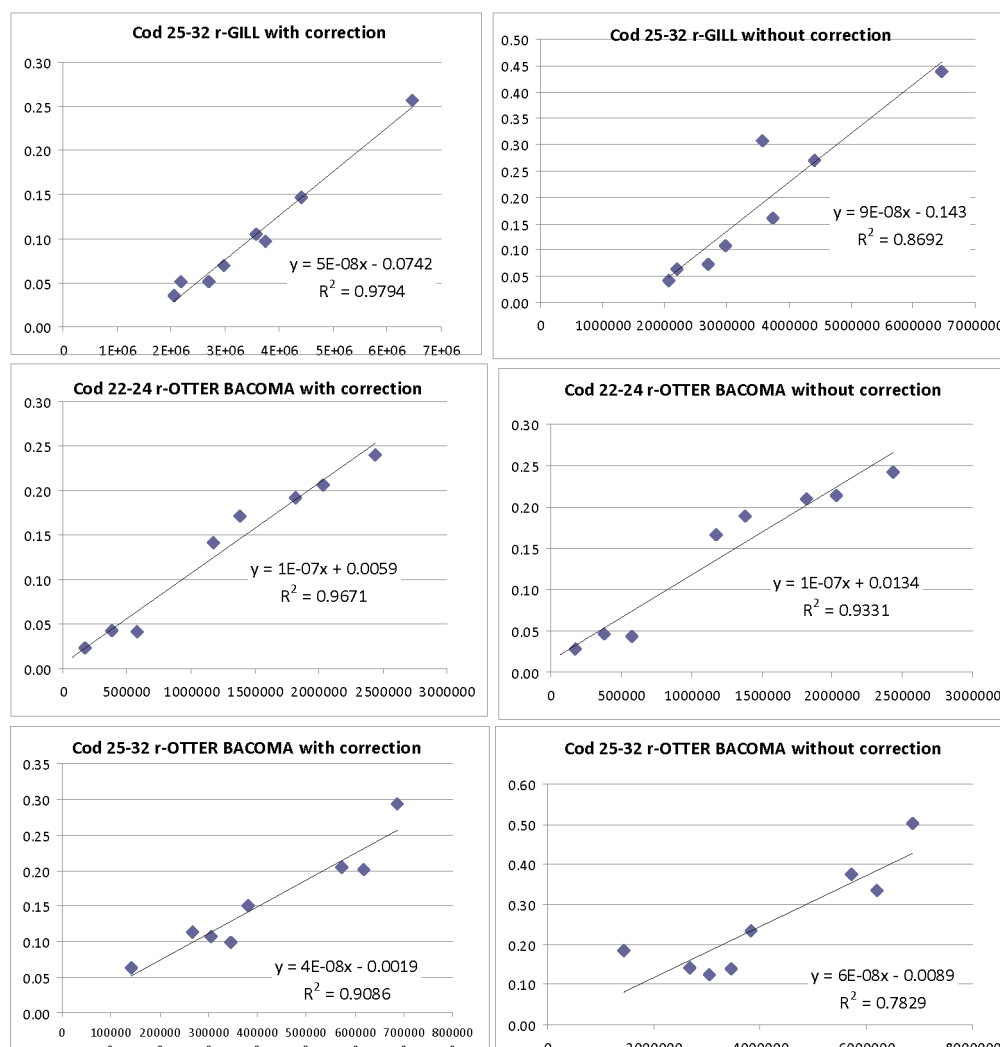 Cod 25-32 r-GILL with correction
0.30
0.25
0.20
0.15
0.10
0.05
0.00
y = 5E-08x - 0.0742
R² = 0.9794
0 1E+06 2E+06 3E+06 4E+06 5E+06 6E+06 7E+06
Cod 25-32 r-GILL without correction
0.50
0.45
0.40
0.35
0.30
0.25
0.20
0.15
0.10
0.05
0.00
y = 9E-08x - 0.143
R² = 0.8692
0 1000000 2000000 3000000 4000000 5000000 6000000 7000000
Cod 22-24 r-OTTER BACOMA with correction
0.30
0.25
0.20
0.15
0.10
0.05
0.00
y = 1E-07x + 0.0059
R² = 0.9671
0 500000 1000000 1500000 2000000 2500000 3000000
Cod 22-24 r-OTTER BACOMA without correction
0.30
0.25
0.20
0.15
0.10
0.05
0.00
y = 1E-07x + 0.0134
R² = 0.9331
0 500000 1000000 1500000 2000000 2500000 3000000
Cod 25-32 r-OTTER BACOMA with correction
0.35
0.30
0.25
0.20
0.15
0.10
0.05
0.00
y = 4E-08x - 0.0019
R² = 0.9086
0 100000 200000 300000 400000 500000 600000 700000 800000
Cod 25-32 r-OTTER BACOMA without correction
0.60
0.50
0.40
0.30
0.20
0.10
0.00
y = 6E-08x - 0.0089
R² = 0.7829
0 2000000 4000000 6000000 8000000